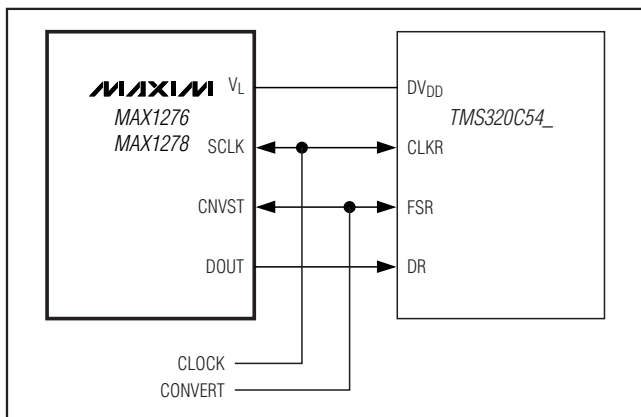 MAXIM
MAX1276
MAX1278
VL
SCLK
CNVST
DOUT
DVDD
TMS320C54_
CLKR
FSR
DR
CLOCK
CONVERT